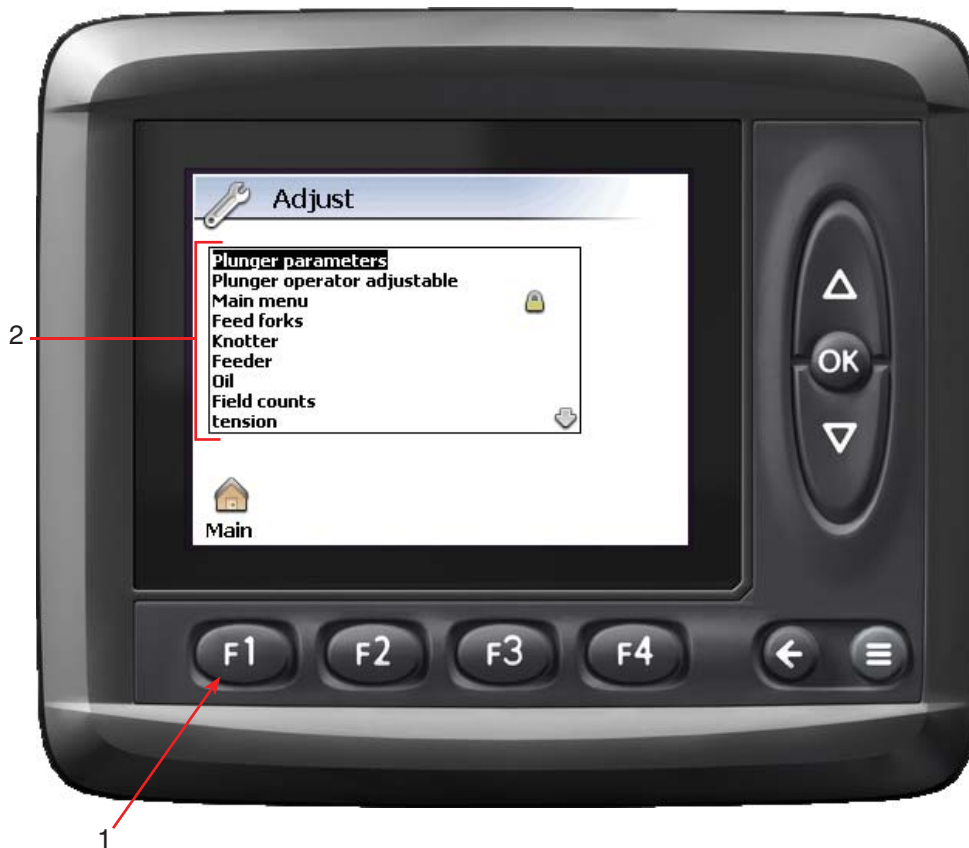 Adjust
Plunger parameters
Plunger operator adjustable
Main menu
Feed forks
Knotter
Feeder
Oil
Field counts
tension
Main
OK
F1 F2 F3 F4
2
1